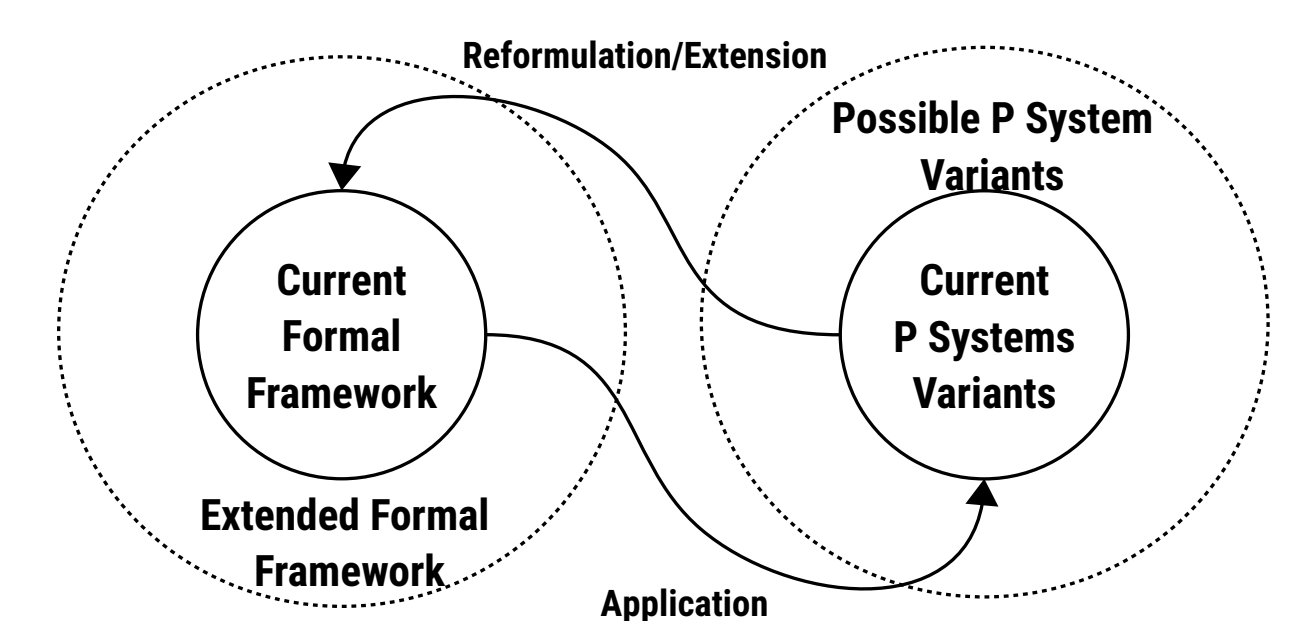 Reformulation/Extension
Possible P System
Variants
Current
Formal
Framework
Current
P Systems
Variants
Extended Formal
Framework
Application